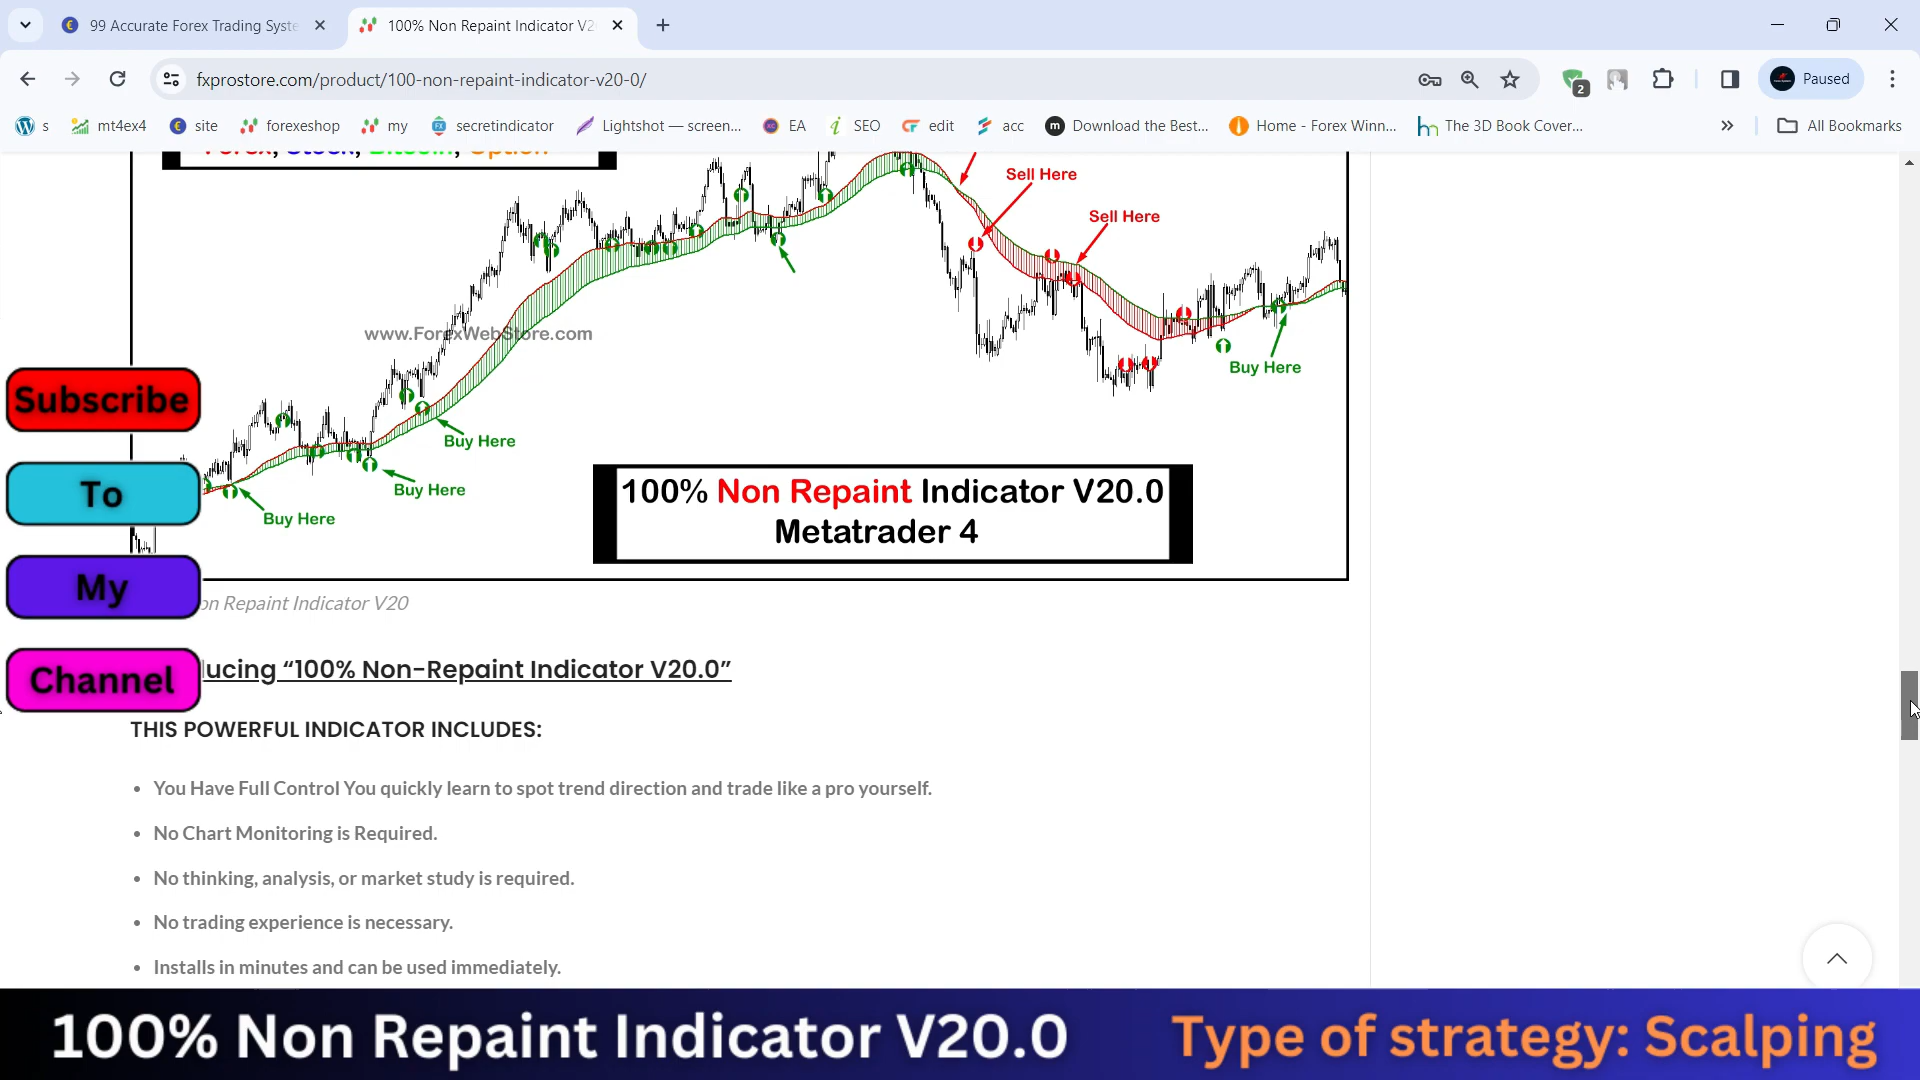 99 Accurate Forex Trading Syste
100% Non Repaint Indicator V2
fxprostore.com/product/100-non-repaint-indicator-v20-0/
2
Paused
s
mt4ex4
site
forexeshop
my
secretindicator
Lightshot — screen...
EA
SEO
edit
acc
Download the Best...
Home - Forex Winn...
The 3D Book Cover...
All Bookmarks
Forex, Stock, Bitcoin, Option
Sell Here
Sell Here
www.ForexWebStore.com
Buy Here
Buy Here
Buy Here
Buy Here
100% Non Repaint Indicator V20.0
Metatrader 4
Subscribe
To
My
Channel
on Repaint Indicator V20
lucing “100% Non-Repaint Indicator V20.0”
THIS POWERFUL INDICATOR INCLUDES:
• You Have Full Control You quickly learn to spot trend direction and trade like a pro yourself.
• No Chart Monitoring is Required.
• No thinking, analysis, or market study is required.
• No trading experience is necessary.
• Installs in minutes and can be used immediately.
100% Non Repaint Indicator V20.0
Type of strategy: Scalping